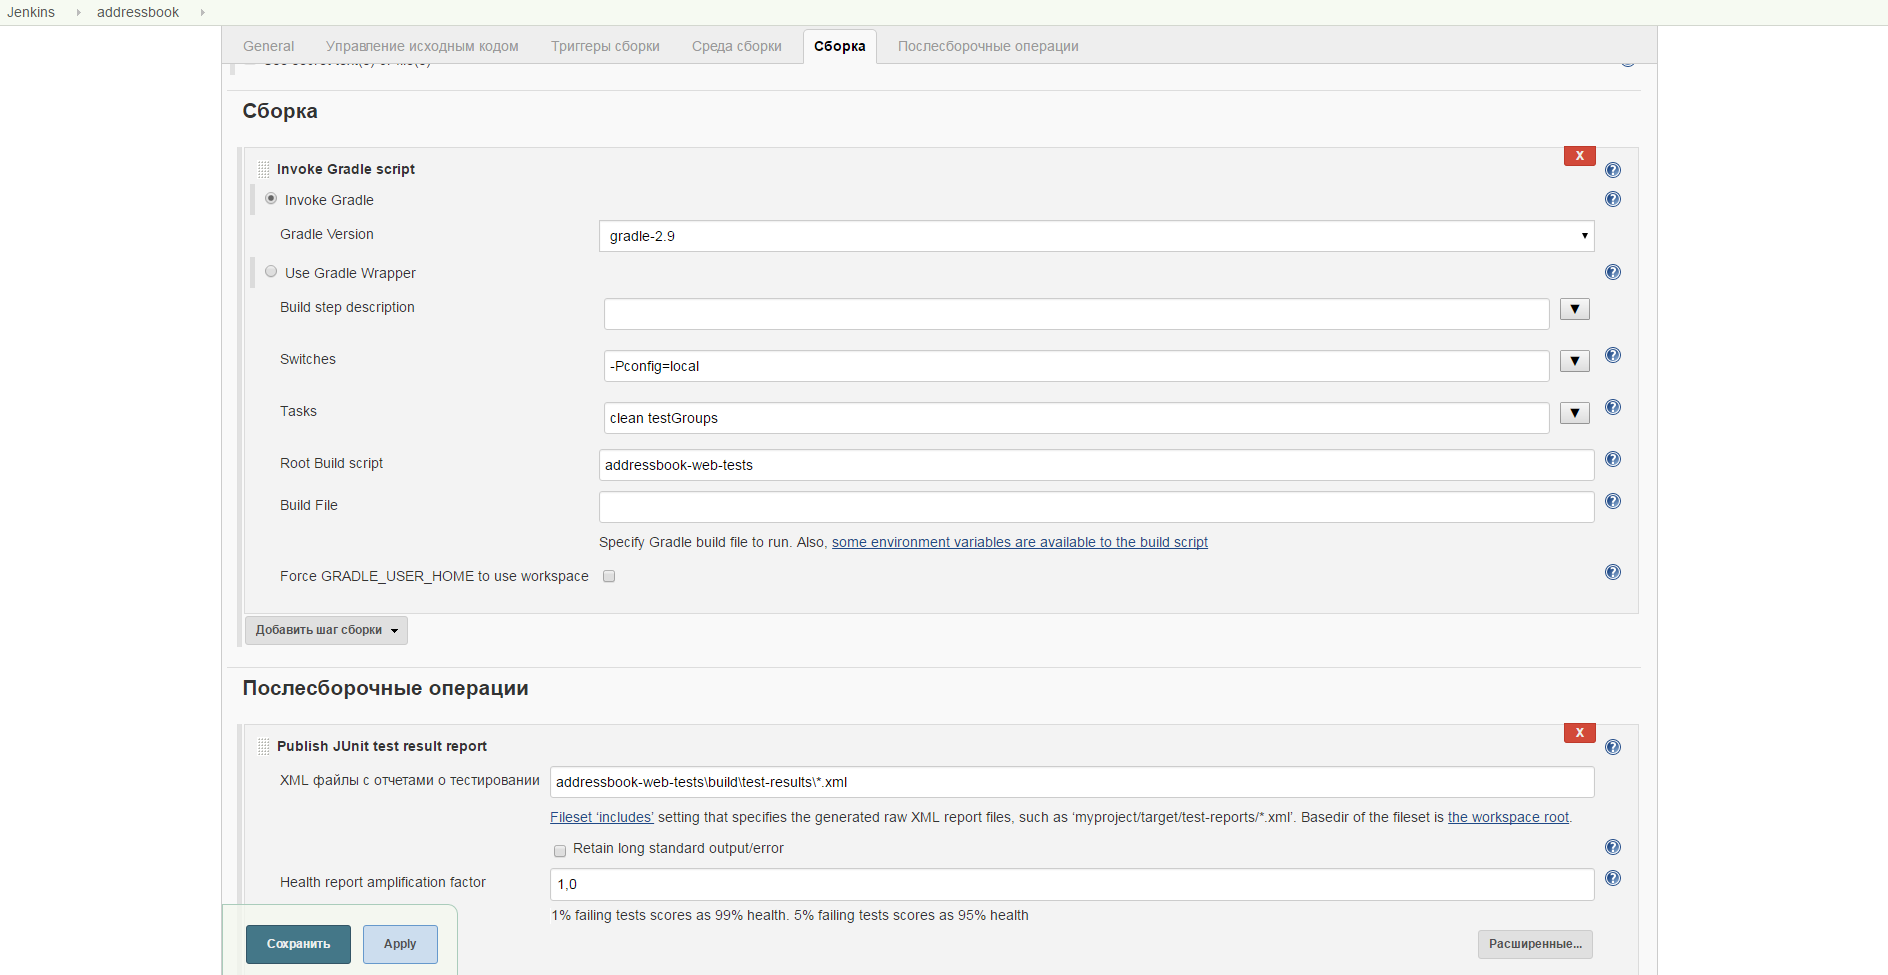 Jenkins addressbook
General Управление исходным кодом Триггеры сборки Среда сборки Сборка Послесборочные операции
Сборка
Invoke Gradle script X
Invoke Gradle
Gradle Version gradle-2.9
Use Gradle Wrapper
Build step description
Switches -Pconfig=local
Tasks clean testGroups
Root Build script addressbook-web-tests
Build File
Specify Gradle build file to run. Also, some environment variables are available to the build script
Force GRADLE_USER_HOME to use workspace
Добавить шаг сборки
Послесборочные операции
Publish JUnit test result report X
XML файлы с отчетами о тестировании addressbook-web-tests\build\test-results\*.xml
Fileset ‘includes’ setting that specifies the generated raw XML report files, such as ‘myproject/target/test-reports/*.xml’. Basedir of the fileset is the workspace root.
Retain long standard output/error
Health report amplification factor 1,0
1% failing tests scores as 99% health. 5% failing tests scores as 95% health
Сохранить Apply Расширенные...